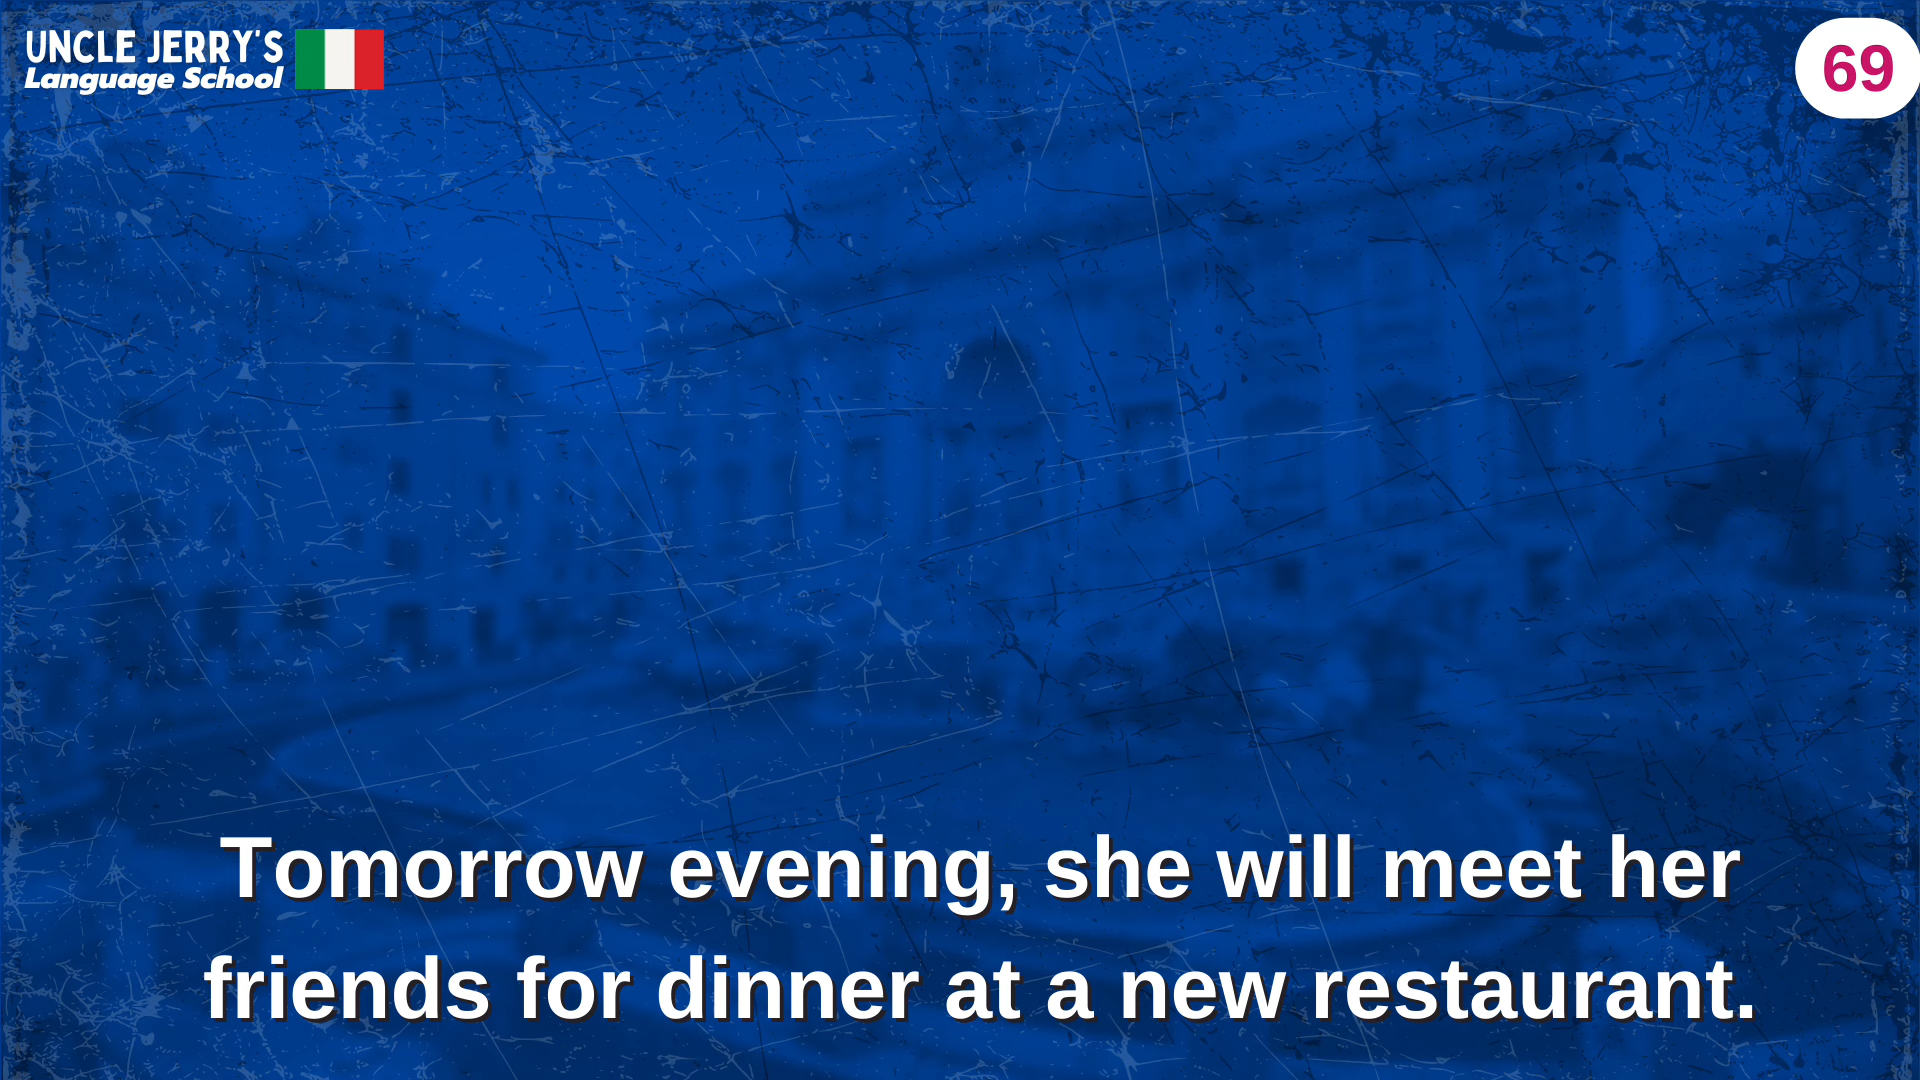 UNCLE JERRY'S
Language School
69
Tomorrow evening, she will meet her
friends for dinner at a new restaurant.